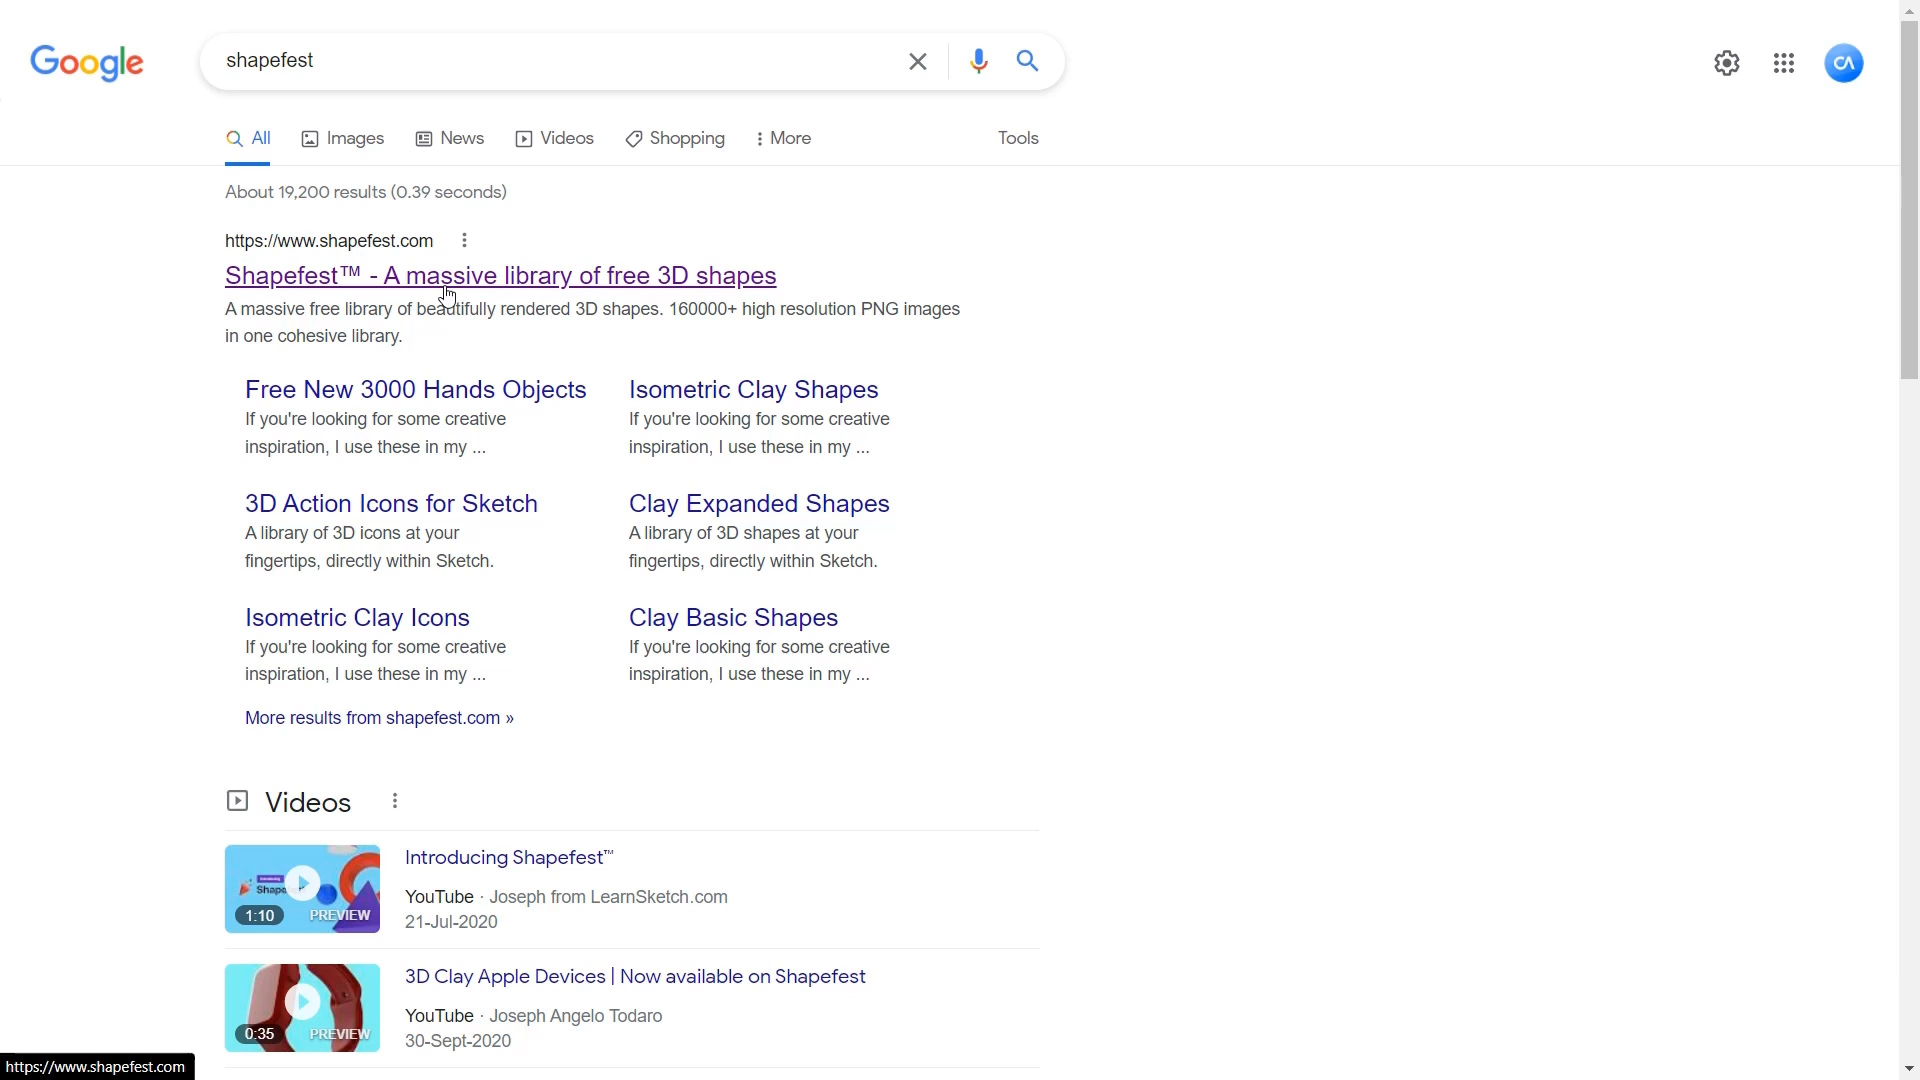 Google
shapefest
CA
All Images News Videos Shopping More Tools
About 19,200 results (0.39 seconds)
https://www.shapefest.com
Shapefest™ - A massive library of free 3D shapes
A massive free library of beautifully rendered 3D shapes. 160000+ high resolution PNG images
in one cohesive library.
Free New 3000 Hands Objects
If you're looking for some creative
inspiration, I use these in my ...
Isometric Clay Shapes
If you're looking for some creative
inspiration, I use these in my ...
3D Action Icons for Sketch
A library of 3D icons at your
fingertips, directly within Sketch.
Clay Expanded Shapes
A library of 3D shapes at your
fingertips, directly within Sketch.
Isometric Clay Icons
If you're looking for some creative
inspiration, I use these in my ...
Clay Basic Shapes
If you're looking for some creative
inspiration, I use these in my ...
More results from shapefest.com »
Videos
1:10 PREVIEW
Introducing Shapefest™
YouTube · Joseph from LearnSketch.com
21-Jul-2020
0:35 PREVIEW
3D Clay Apple Devices | Now available on Shapefest
YouTube · Joseph Angelo Todaro
30-Sept-2020
https://www.shapefest.com